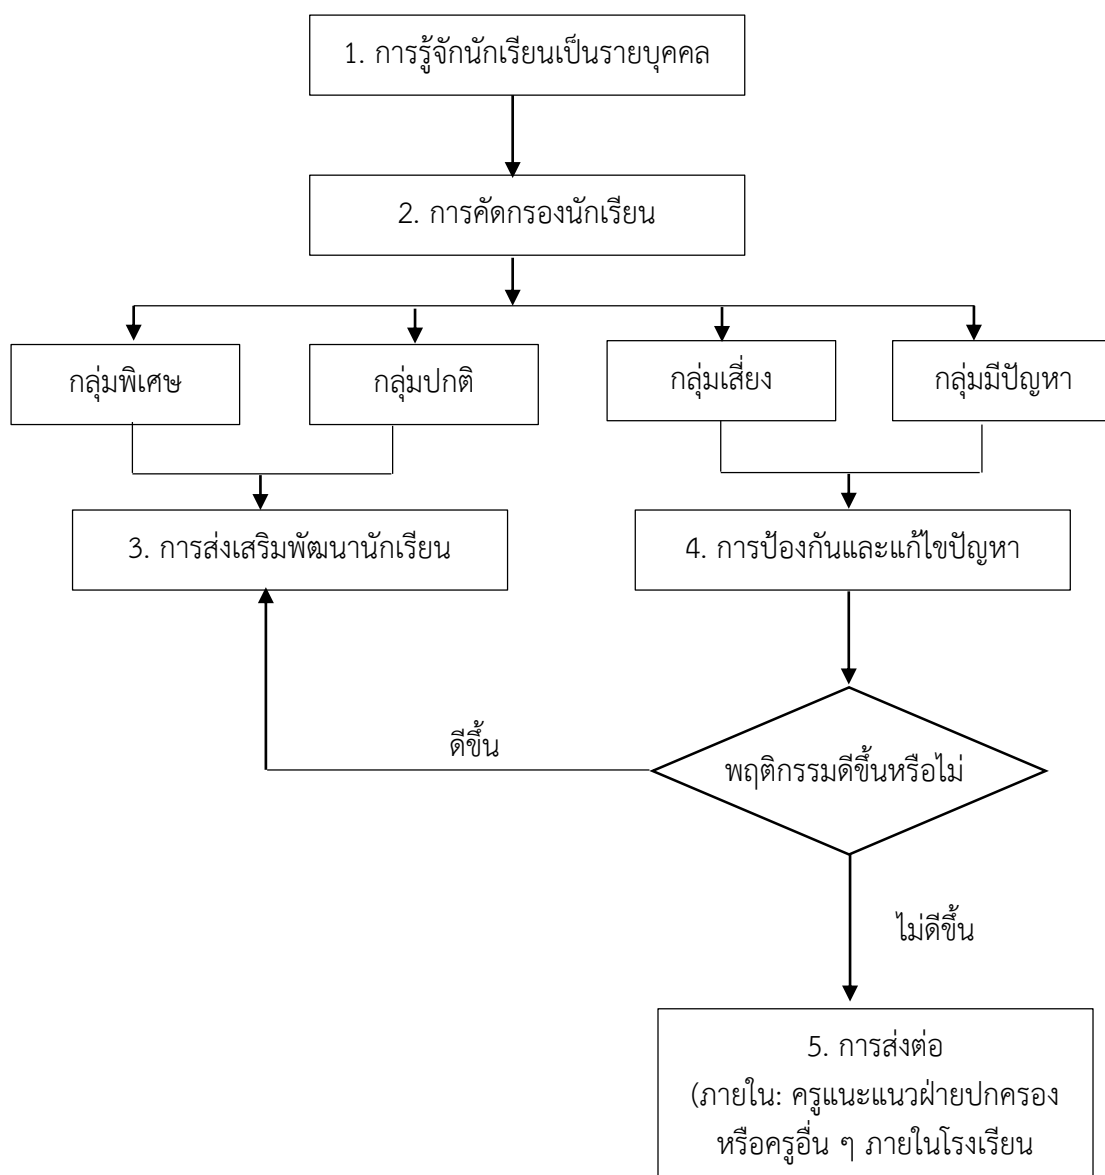 1. การรู้จักนักเรียนเป็นรายบุคคล
2. การคัดกรองนักเรียน
กลุ่มพิเศษ
กลุ่มปกติ
กลุ่มเสี่ยง
กลุ่มมีปัญหา
3. การส่งเสริมพัฒนานักเรียน
4. การป้องกันและแก้ไขปัญหา
ดีขึ้น
พฤติกรรมดีขึ้นหรือไม่
ไม่ดีขึ้น
5. การส่งต่อ
(ภายใน: ครูแนะแนวฝ่ายปกครอง
หรือครูอื่น ๆ ภายในโรงเรียน